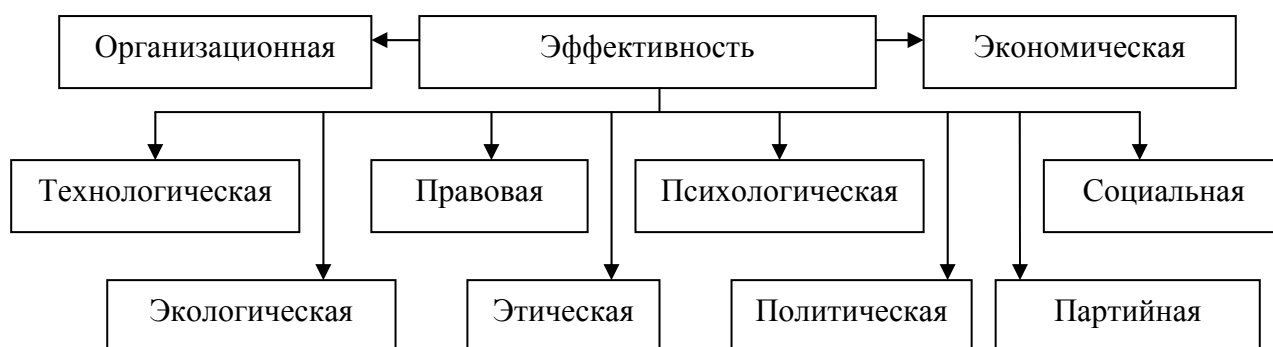 Организационная Эффективность Экономическая
Технологическая Правовая Психологическая Социальная
Экологическая Этическая Политическая Партийная